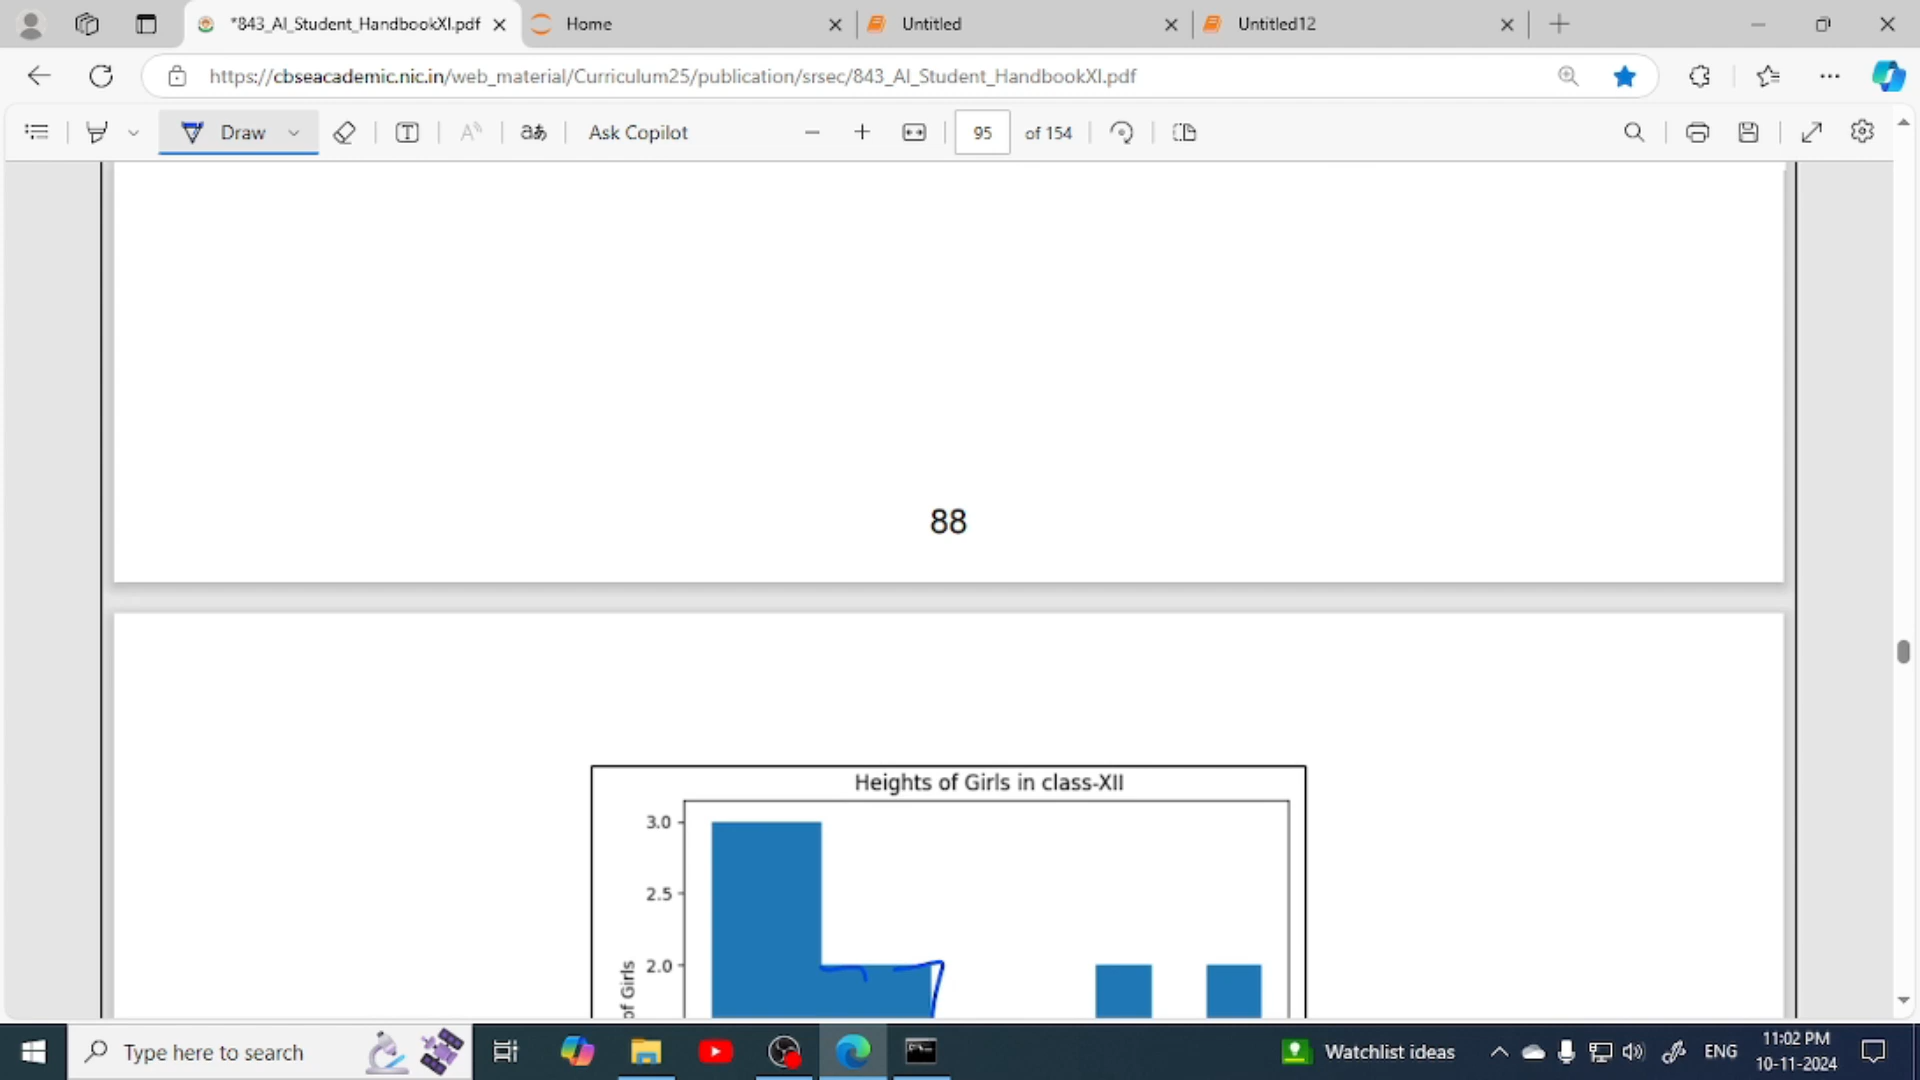 *843_AI_Student_HandbookXI.pdf
Home
Untitled
Untitled12
https://cbseacademic.nic.in/web_material/Curriculum25/publication/srsec/843_AI_Student_HandbookXI.pdf
Draw
T
A
aあ
Ask Copilot
95
of 154
88
Heights of Girls in class-XII
3.0
2.5
2.0
of Girls
Type here to search
Watchlist ideas
ENG
11:02 PM
10-11-2024